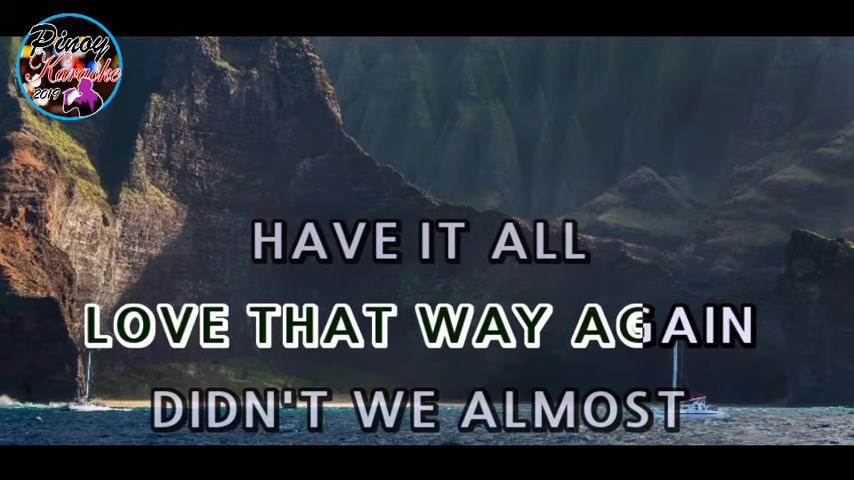 Pinoy
Karaoke
2019
HAVE IT ALL
LOVE THAT WAY AGAIN
DIDN'T WE ALMOST